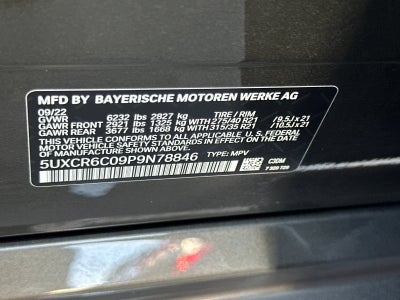 MFD BY BAYERISCHE MOTOREN WERKE AG
09/22 TIRE / RIM
GVWR 6232 lbs 2827 kg
GAWR FRONT 2921 lbs 1325 kg WITH 275/40 R21 / 9.5J x 21
GAWR REAR 3677 lbs 1668 kg WITH 315/35 R21 / 10.5J x 21
THIS VEHICLE CONFORMS TO ALL APPLICABLE U.S. FEDERAL
MOTOR VEHICLE SAFETY STANDARDS IN EFFECT
ON THE DATE OF MANUFACTURE SHOWN ABOVE.
5UXCR6C09P9N78846 TYPE: MPV